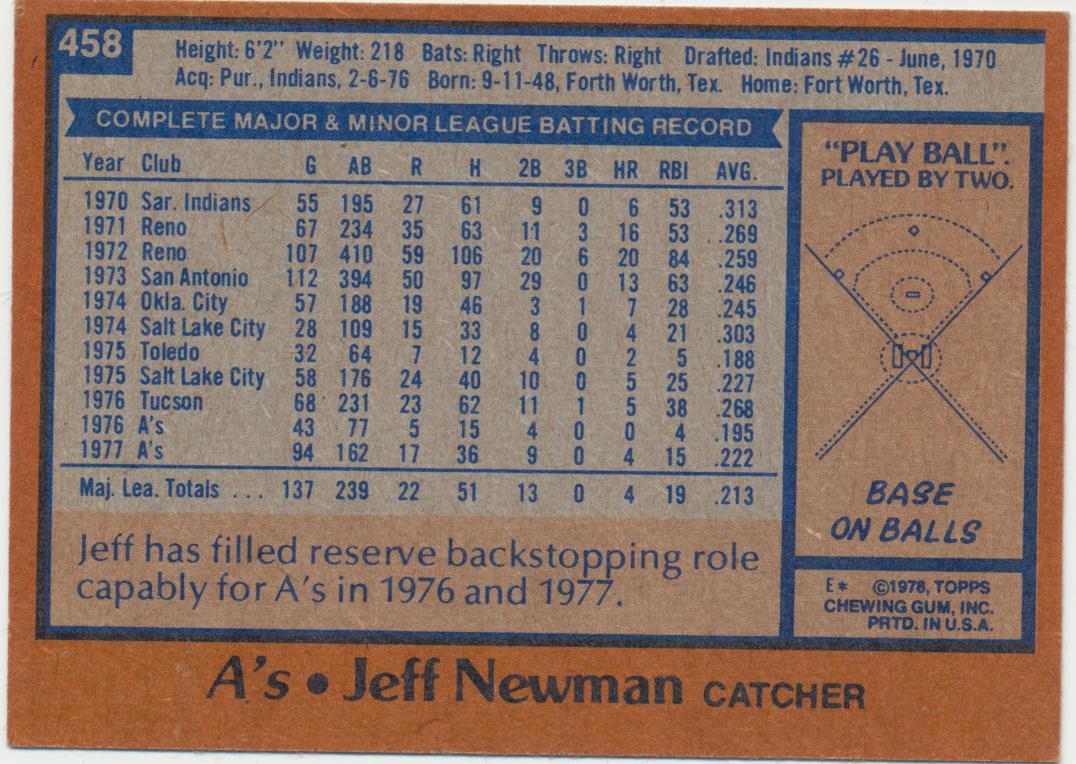 458
Height: 6'2" Weight: 218 Bats: Right Throws: Right Drafted: Indians #26 - June, 1970
Acq: Pur., Indians, 2-6-76 Born: 9-11-48, Forth Worth, Tex. Home: Fort Worth, Tex.
COMPLETE MAJOR & MINOR LEAGUE BATTING RECORD
Year Club G AB R H 2B 3B HR RBI AVG.
1970 Sar. Indians 55 195 27 61 9 0 6 53 .313
1971 Reno 67 234 35 63 11 3 16 53 .269
1972 Reno 107 410 59 106 20 6 20 84 .259
1973 San Antonio 112 394 50 97 29 0 13 63 .246
1974 Okla. City 57 188 19 46 3 1 7 28 .245
1974 Salt Lake City 28 109 15 33 8 0 4 21 .303
1975 Toledo 32 64 7 12 4 0 2 5 .188
1975 Salt Lake City 58 176 24 40 10 0 5 25 .227
1976 Tucson 68 231 23 62 11 1 5 38 .268
1976 A's 43 77 5 15 4 0 0 4 .195
1977 A's 94 162 17 36 9 0 4 15 .222
Maj. Lea. Totals ... 137 239 22 51 13 0 4 19 .213
Jeff has filled reserve backstopping role
capably for A's in 1976 and 1977.
"PLAY BALL".
PLAYED BY TWO.
BASE
ON BALLS
E* ©1978, TOPPS
CHEWING GUM, INC.
PRTD. IN U.S.A.
A's • Jeff Newman CATCHER